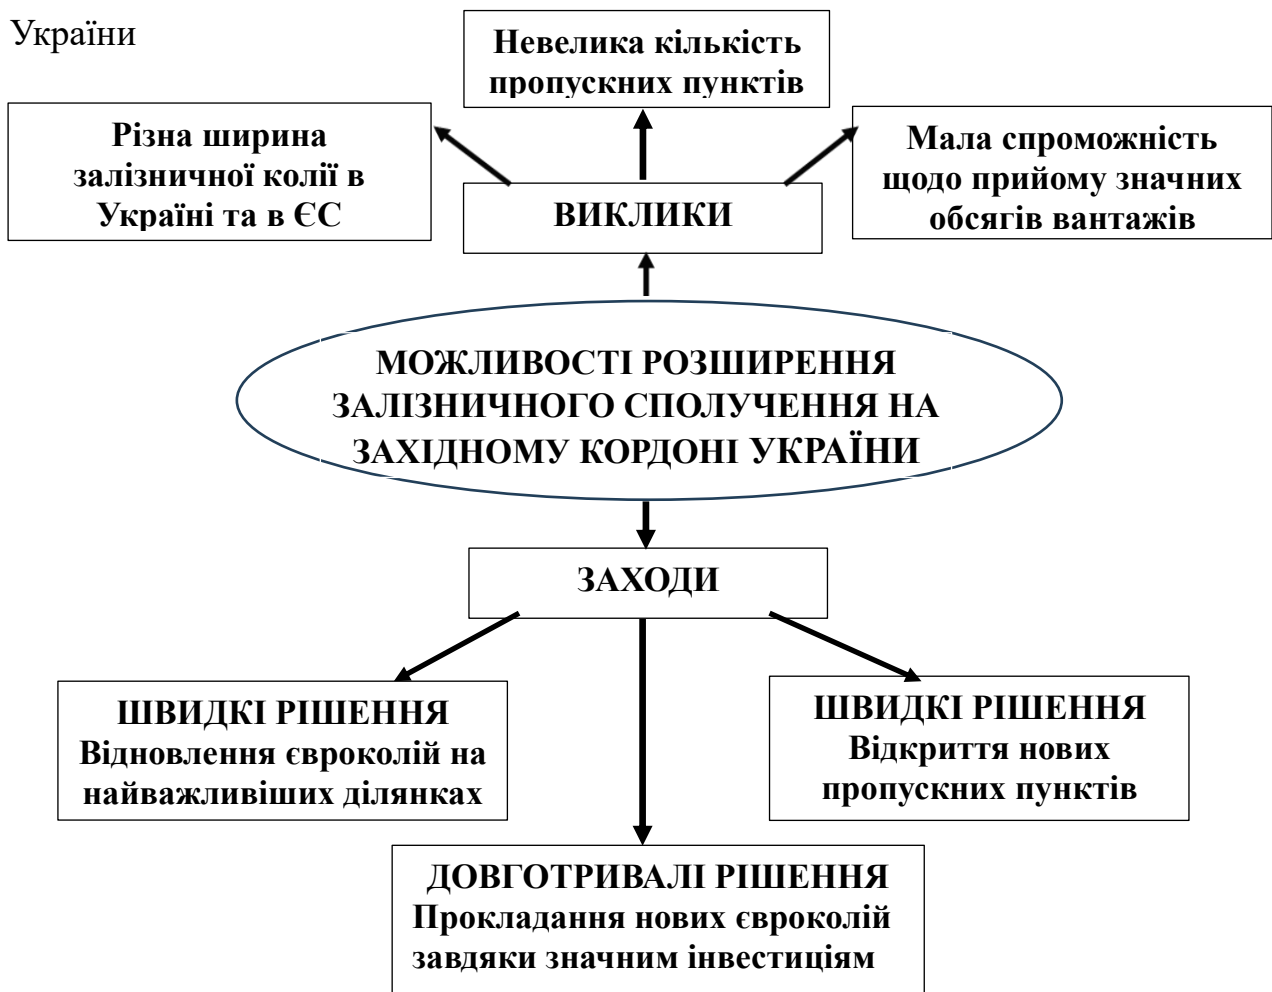 України
Невелика кількість
пропускних пунктів
Різна ширина
залізничної колії в
Україні та в ЄС
Мала спроможність
щодо прийому значних
обсягів вантажів
ВИКЛИКИ
МОЖЛИВОСТІ РОЗШИРЕННЯ
ЗАЛІЗНИЧНОГО СПОЛУЧЕННЯ НА
ЗАХІДНОМУ КОРДОНІ УКРАЇНИ
ЗАХОДИ
ШВИДКІ РІШЕННЯ
Відновлення євроколій на
найважливіших ділянках
ШВИДКІ РІШЕННЯ
Відкриття нових
пропускних пунктів
ДОВГОТРИВАЛІ РІШЕННЯ
Прокладання нових євроколій
завдяки значним інвестиціям